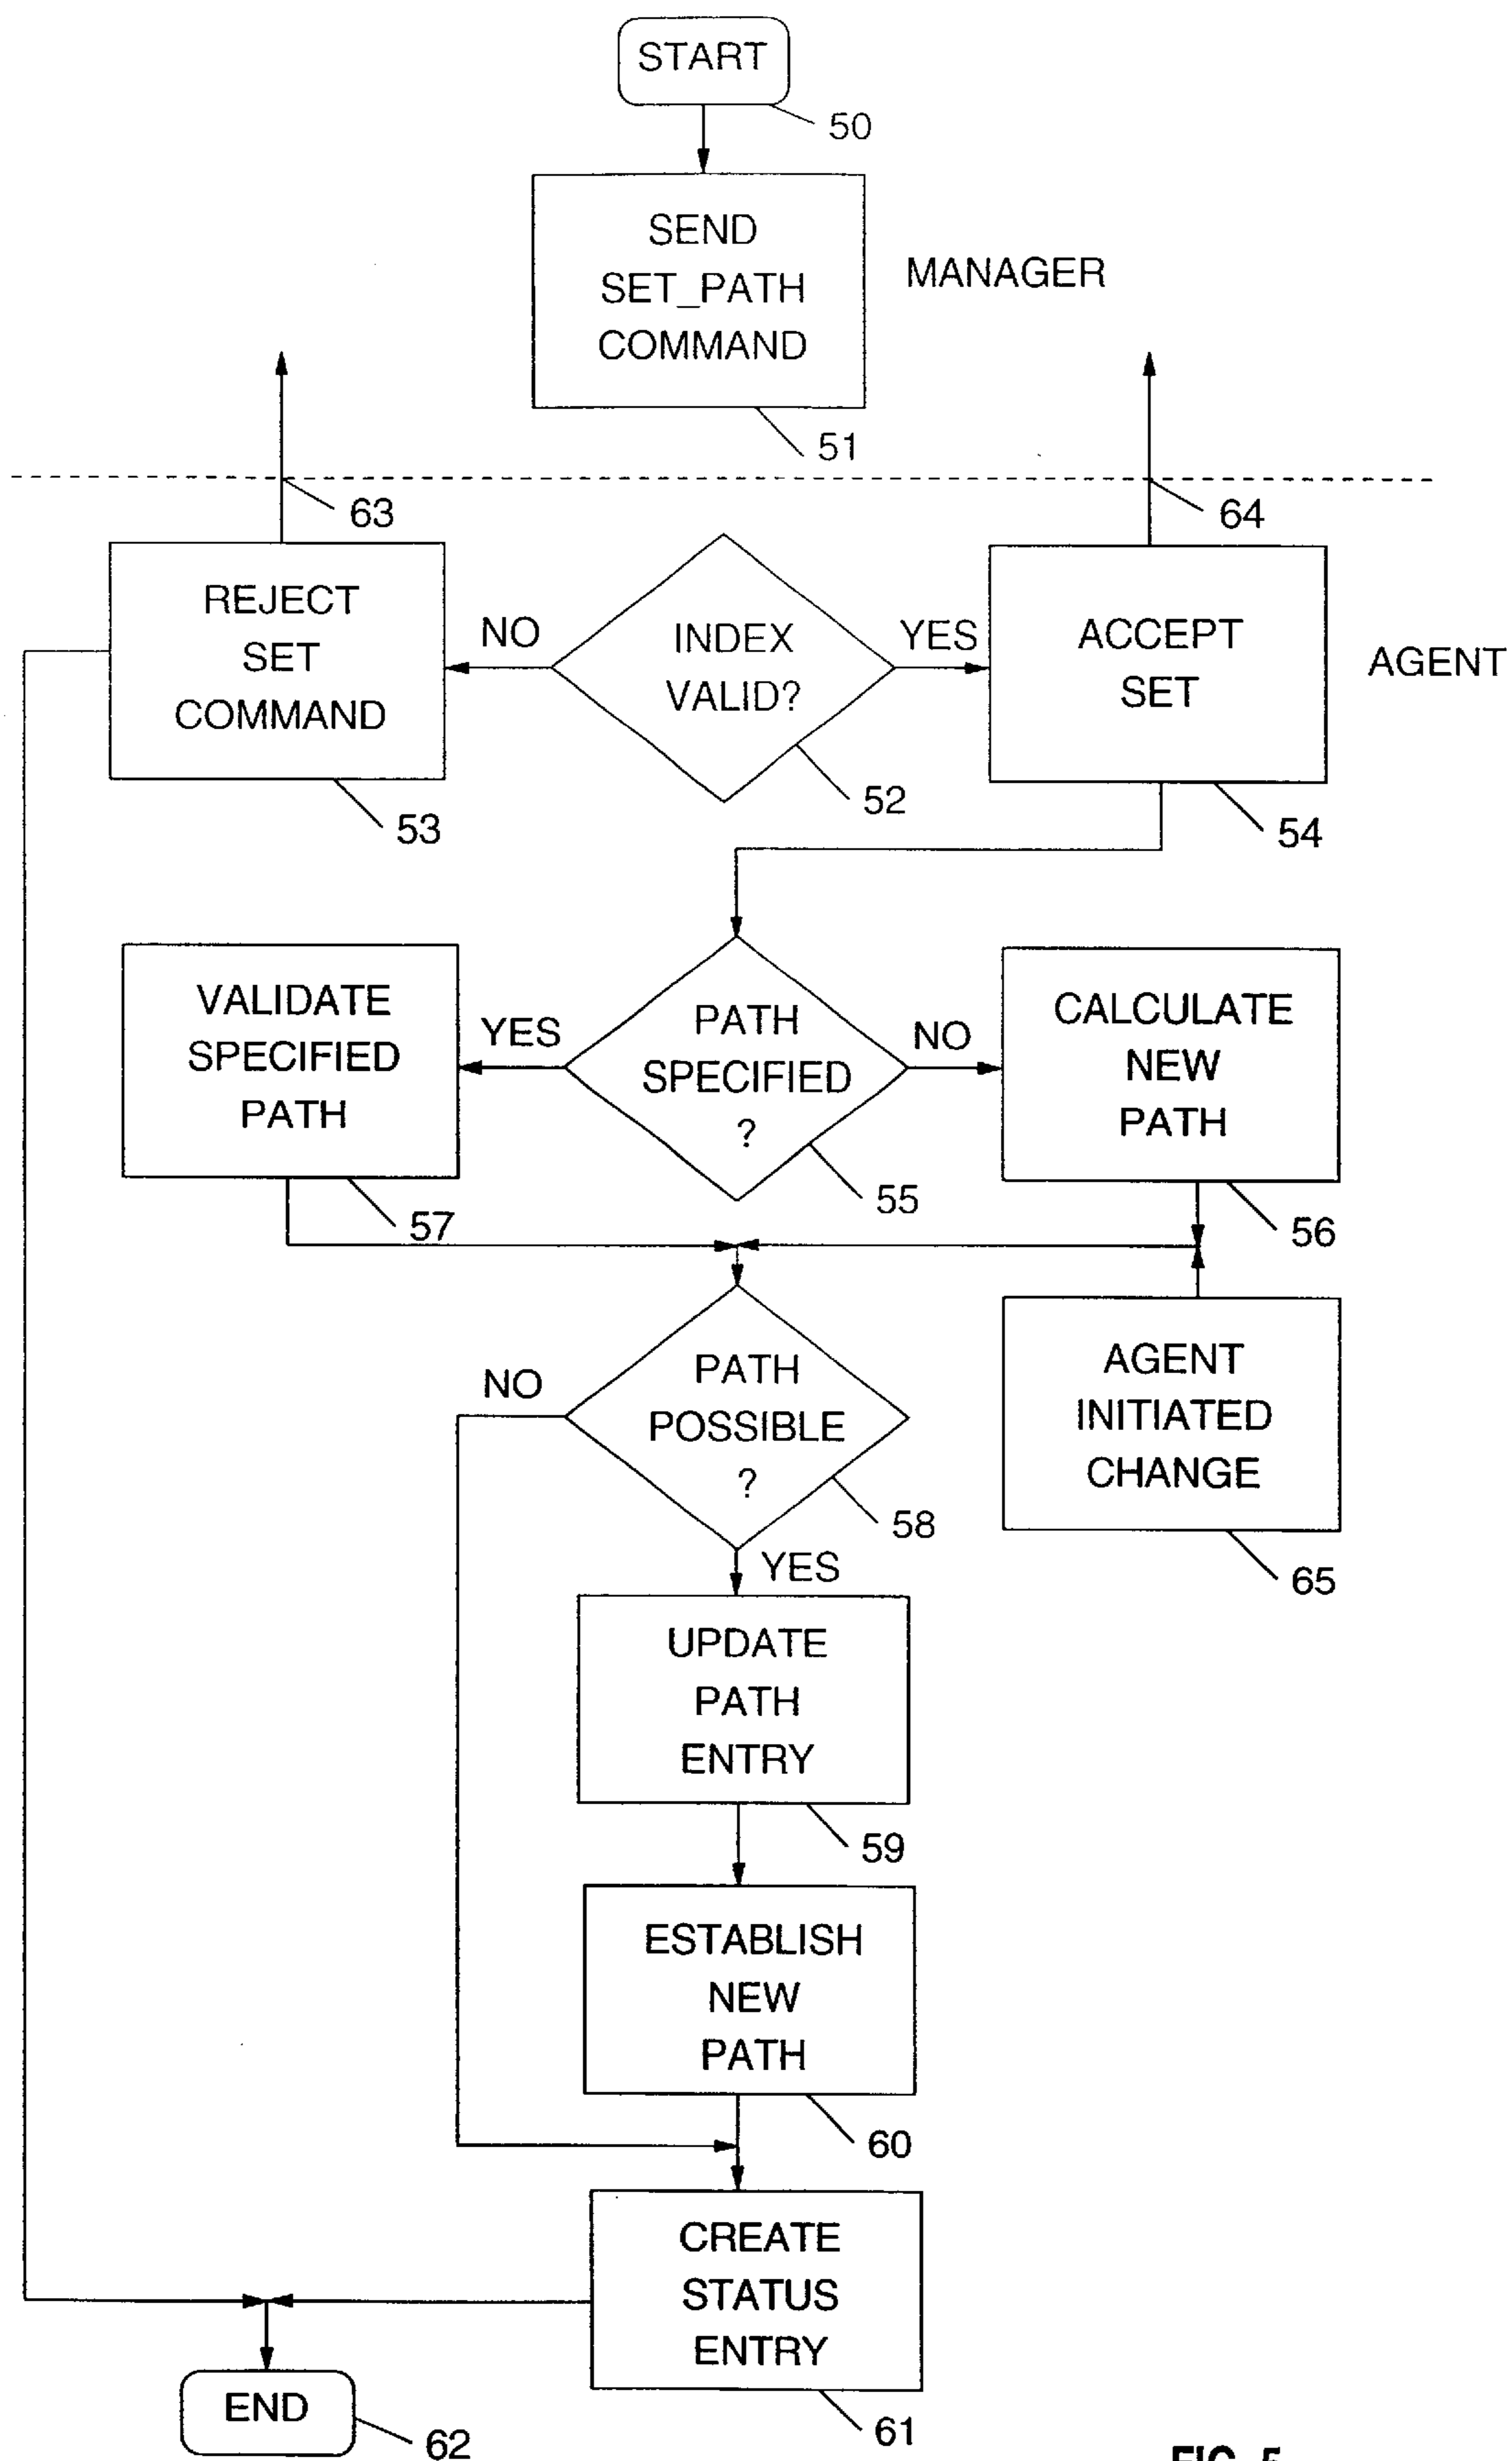 START
50
SEND
SET_PATH
COMMAND
MANAGER
51
63
64
REJECT
SET
COMMAND
NO
INDEX
VALID?
YES
ACCEPT
SET
AGENT
53
52
54
VALIDATE
SPECIFIED
PATH
YES
PATH
SPECIFIED
?
NO
CALCULATE
NEW
PATH
57
55
56
NO
PATH
POSSIBLE
?
58
AGENT
INITIATED
CHANGE
65
YES
UPDATE
PATH
ENTRY
59
ESTABLISH
NEW
PATH
60
CREATE
STATUS
ENTRY
61
END
62
FIG. 5